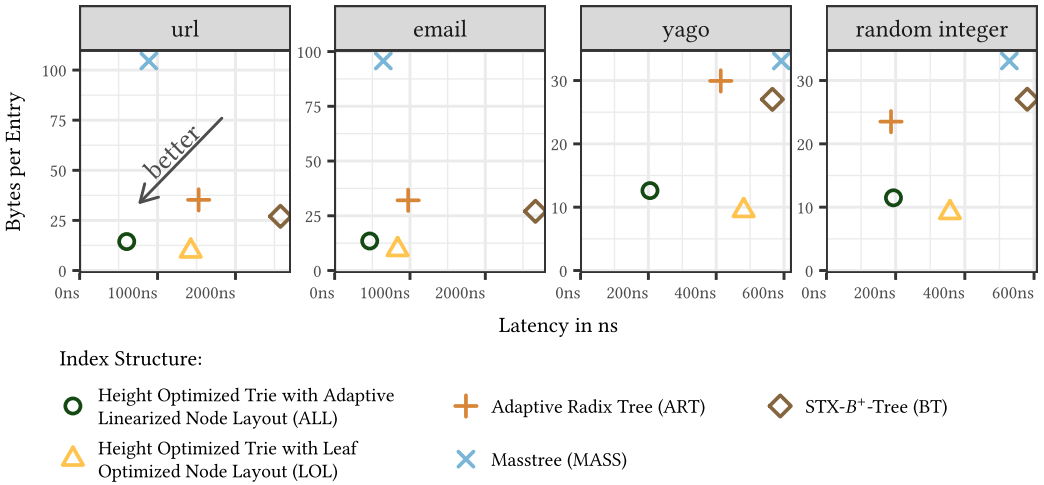 url
email
yago
random integer
Bytes per Entry
100
75
50
25
0
better
0ns
1000ns
2000ns
100
75
50
25
0
0ns
1000ns
2000ns
30
20
10
0
0ns
200ns
400ns
600ns
30
20
10
0
0ns
200ns
400ns
600ns
Latency in ns
Index Structure:
Height Optimized Trie with Adaptive
Linearized Node Layout (ALL)
Height Optimized Trie with Leaf
Optimized Node Layout (LOL)
Adaptive Radix Tree (ART)
Masstree (MASS)
STX-B⁺-Tree (BT)